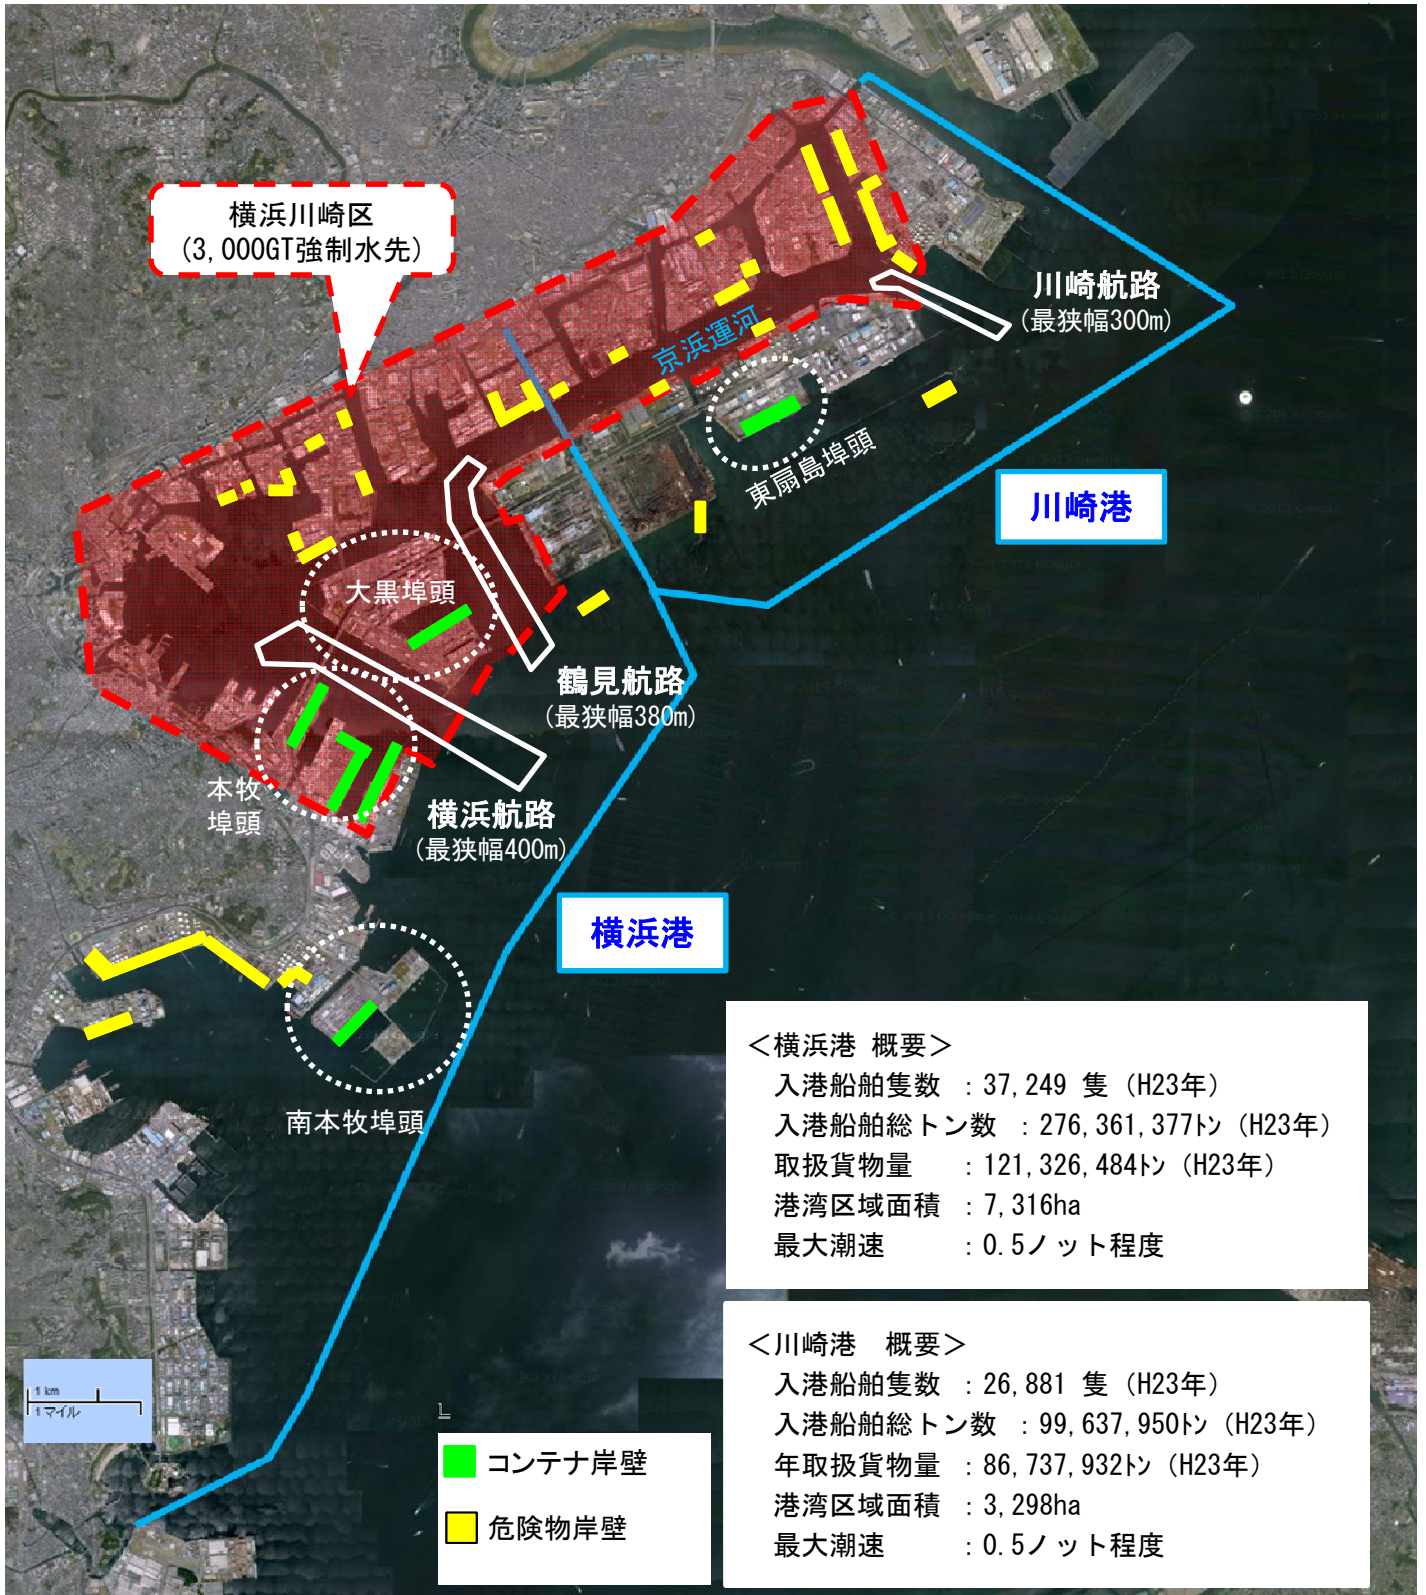 横浜川崎区
(3,000GT強制水先)
川崎航路
(最狭幅300m)
京浜運河
東扇島埠頭
川崎港
大黒埠頭
鶴見航路
(最狭幅380m)
本牧
埠頭
横浜航路
(最狭幅400m)
横浜港
南本牧埠頭
＜横浜港 概要＞
入港船舶隻数 ：37,249 隻（H23年）
入港船舶総トン数 ：276,361,377ﾄﾝ（H23年）
取扱貨物量 ：121,326,484ﾄﾝ（H23年）
港湾区域面積 ：7,316ha
最大潮速 ：0.5ノット程度
＜川崎港 概要＞
入港船舶隻数 ：26,881 隻（H23年）
入港船舶総トン数 ：99,637,950ﾄﾝ（H23年）
年取扱貨物量 ：86,737,932ﾄﾝ（H23年）
港湾区域面積 ：3,298ha
最大潮速 ：0.5ノット程度
1 km
1 マイル
コンテナ岸壁
危険物岸壁